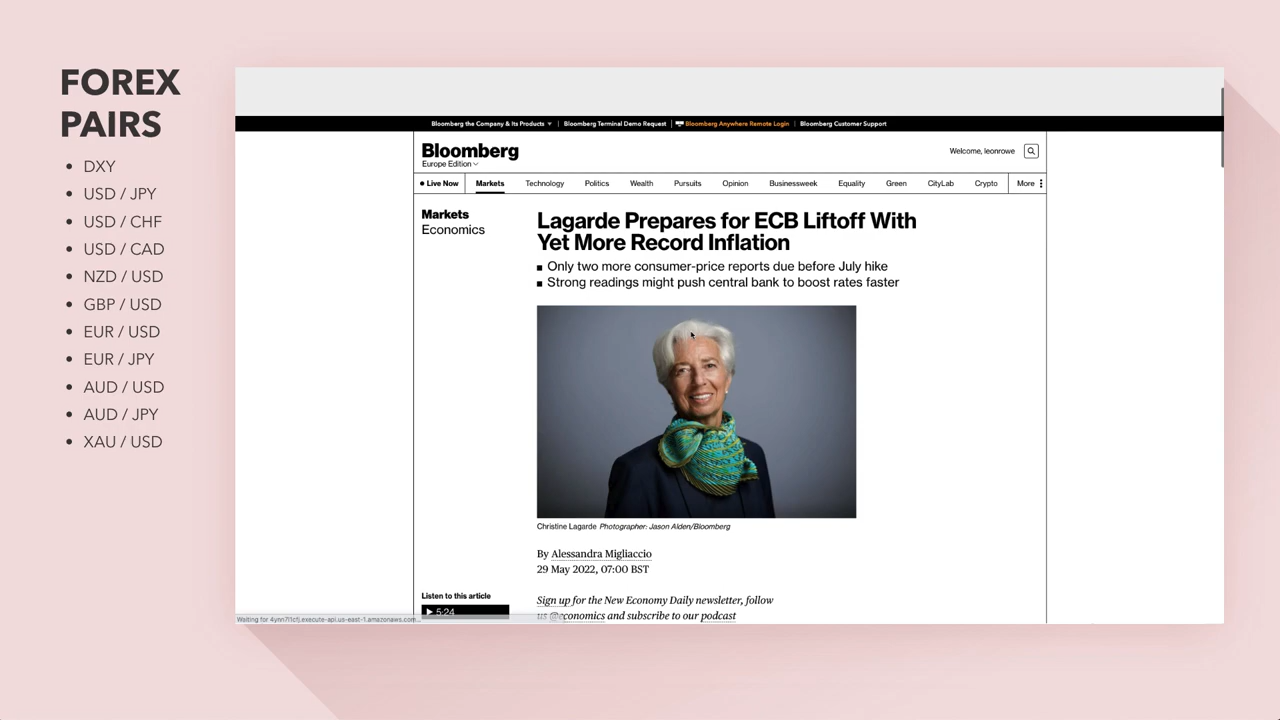 FOREX
PAIRS
• DXY
• USD / JPY
• USD / CHF
• USD / CAD
• NZD / USD
• GBP / USD
• EUR / USD
• EUR / JPY
• AUD / USD
• AUD / JPY
• XAU / USD
Bloomberg the Company & Its Products ▾ | Bloomberg Terminal Demo Request | Bloomberg Anywhere Remote Login | Bloomberg Customer Support
Bloomberg
Europe Edition
Welcome, leonrowe
• Live Now Markets Technology Politics Wealth Pursuits Opinion Businessweek Equality Green CityLab Crypto More
Markets
Economics
Lagarde Prepares for ECB Liftoff With
Yet More Record Inflation
■ Only two more consumer-price reports due before July hike
■ Strong readings might push central bank to boost rates faster
Christine Lagarde Photographer: Jason Alden/Bloomberg
By Alessandra Migliaccio
29 May 2022, 07:00 BST
Listen to this article
▶ 5:24
Sign up for the New Economy Daily newsletter, follow
us @economics and subscribe to our podcast